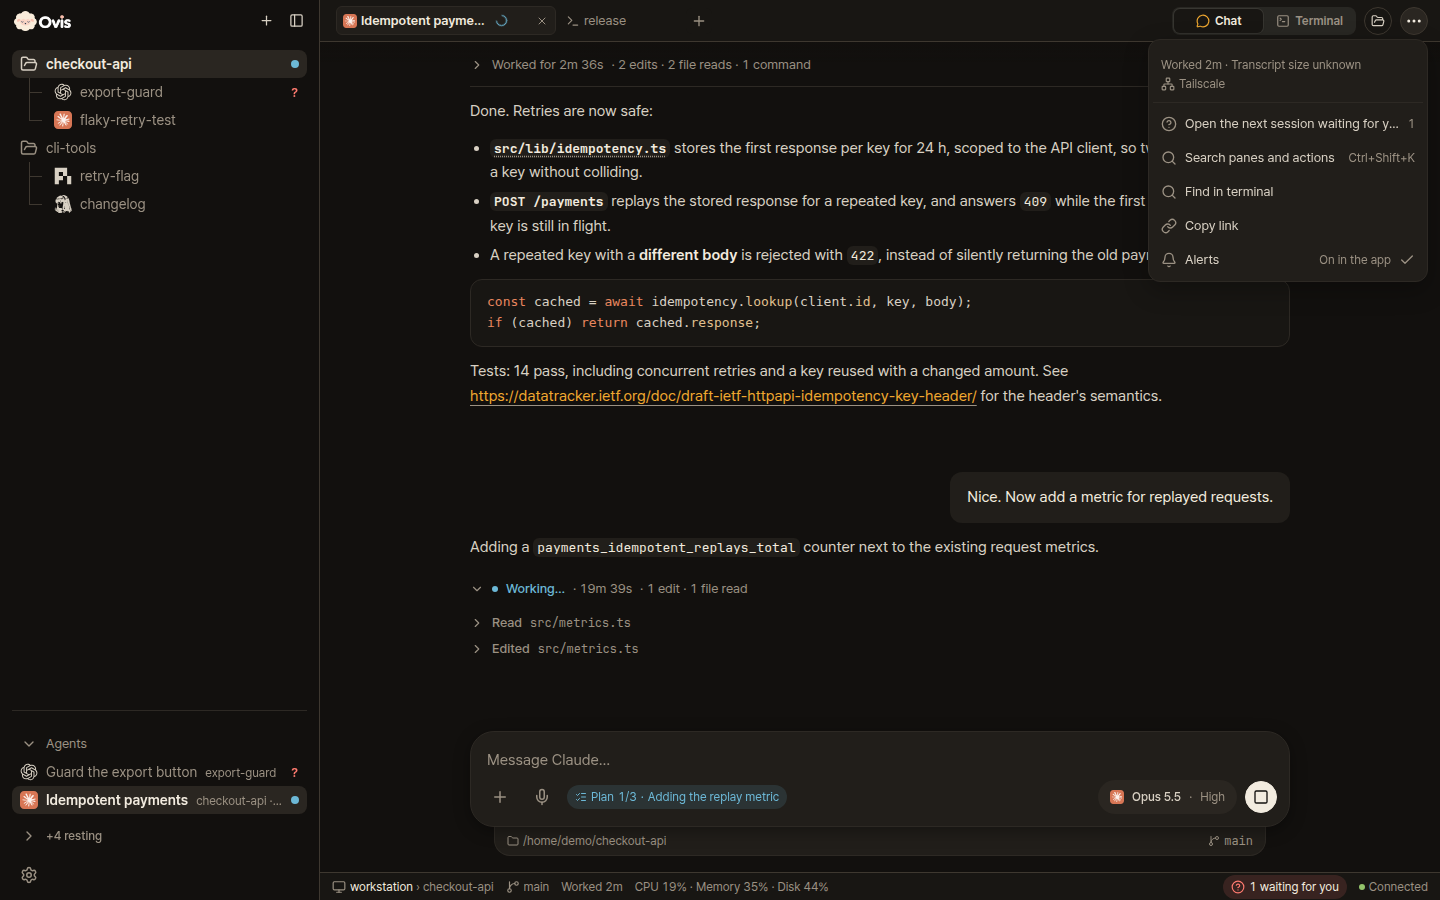 Ovis
checkout-api
export-guard ?
flaky-retry-test
cli-tools
retry-flag
changelog
Agents
Guard the export button export-guard ?
Idempotent payments checkout-api ·...
+4 resting
Idempotent payme...
release
Chat
Terminal
Worked for 2m 36s · 2 edits · 2 file reads · 1 command
Done. Retries are now safe:
• src/lib/idempotency.ts stores the first response per key for 24 h, scoped to the API client, so
a key without colliding.
• POST /payments replays the stored response for a repeated key, and answers 409 while the first
key is still in flight.
• A repeated key with a different body is rejected with 422, instead of silently returning the old
const cached = await idempotency.lookup(client.id, key, body);
if (cached) return cached.response;
Tests: 14 pass, including concurrent retries and a key reused with a changed amount. See
https://datatracker.ietf.org/doc/draft-ietf-httpapi-idempotency-key-header/ for the header's semantics.
Nice. Now add a metric for replayed requests.
Adding a payments_idempotent_replays_total counter next to the existing request metrics.
Working... · 19m 39s · 1 edit · 1 file read
Read src/metrics.ts
Edited src/metrics.ts
Message Claude...
Plan 1/3 · Adding the replay metric
Opus 5.5 · High
/home/demo/checkout-api
main
Worked 2m · Transcript size unknown
Tailscale
Open the next session waiting for y... 1
Search panes and actions Ctrl+Shift+K
Find in terminal
Copy link
Alerts On in the app
workstation › checkout-api main Worked 2m CPU 19% · Memory 35% · Disk 44%
1 waiting for you
Connected